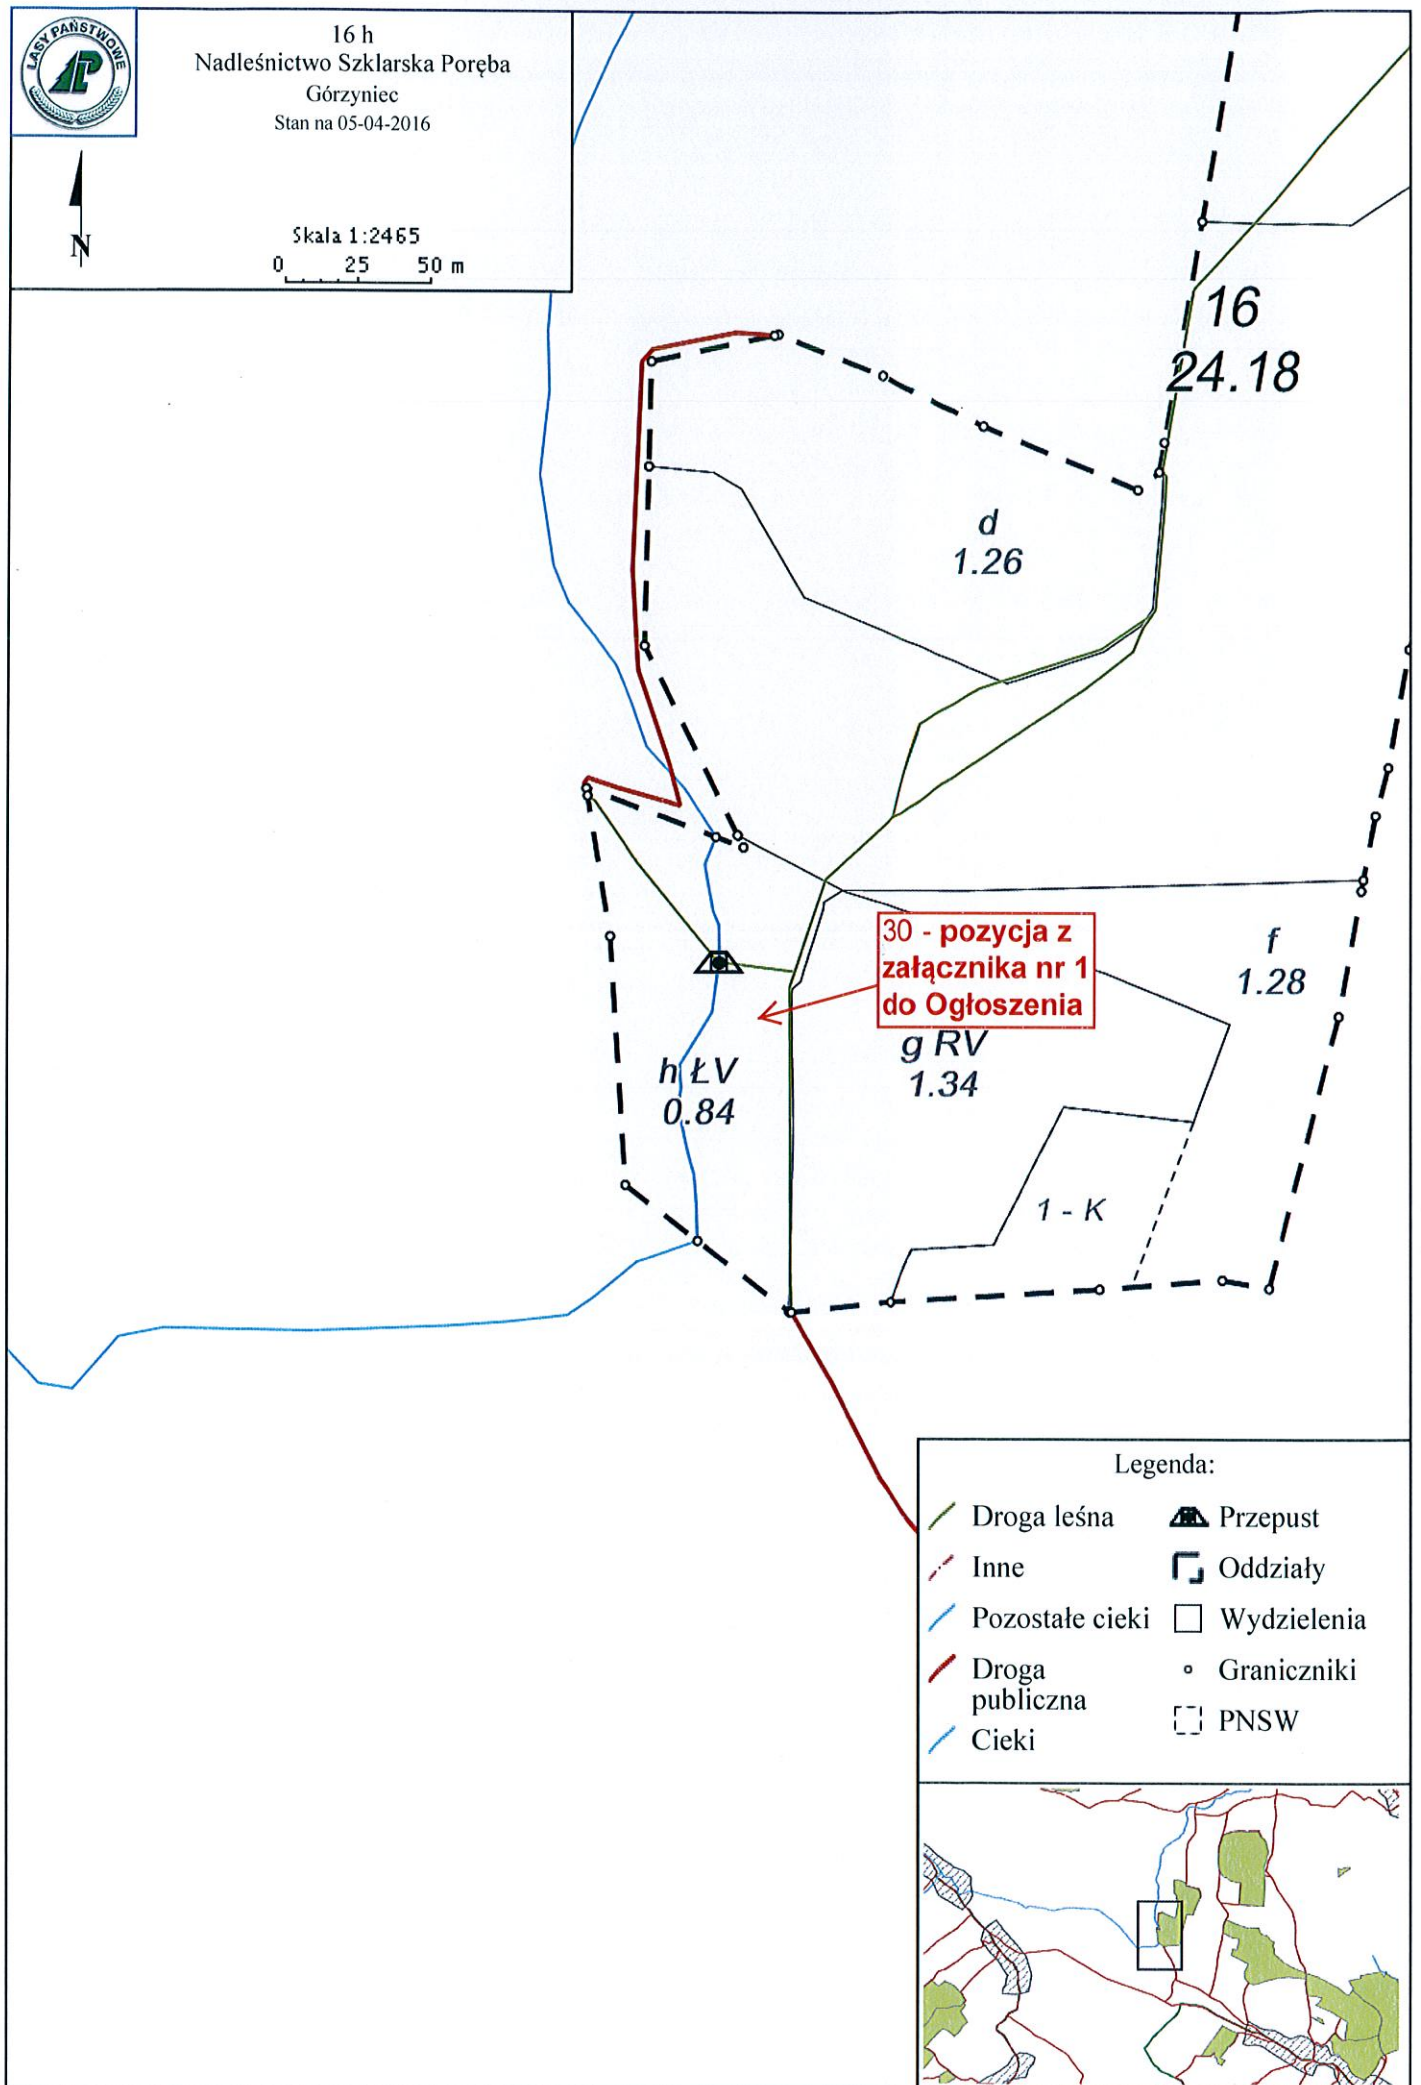 LASY PAŃSTWOWE
LP
16 h
Nadleśnictwo Szklarska Poręba
Górzyniec
Stan na 05-04-2016
N
Skala 1:2465
0 25 50 m
16
24.18
d
1.26
30 - pozycja z
załącznika nr 1
do Ogłoszenia
f
1.28
g RV
1.34
h ŁV
0.84
1 - K
Legenda:
Droga leśna
Przepust
Inne
Oddziały
Pozostałe cieki
Wydzielenia
Droga
publiczna
Graniczniki
PNSW
Cieki